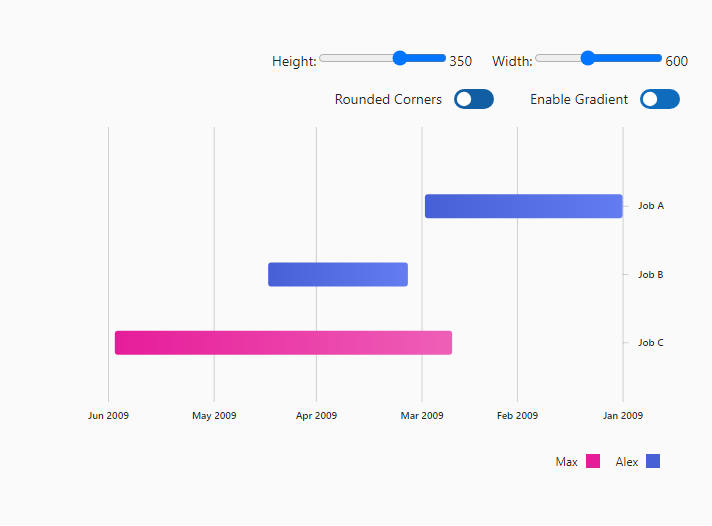 Height: 350 Width: 600
Rounded Corners Enable Gradient
Job A
Job B
Job C
Jun 2009 May 2009 Apr 2009 Mar 2009 Feb 2009 Jan 2009
Max Alex